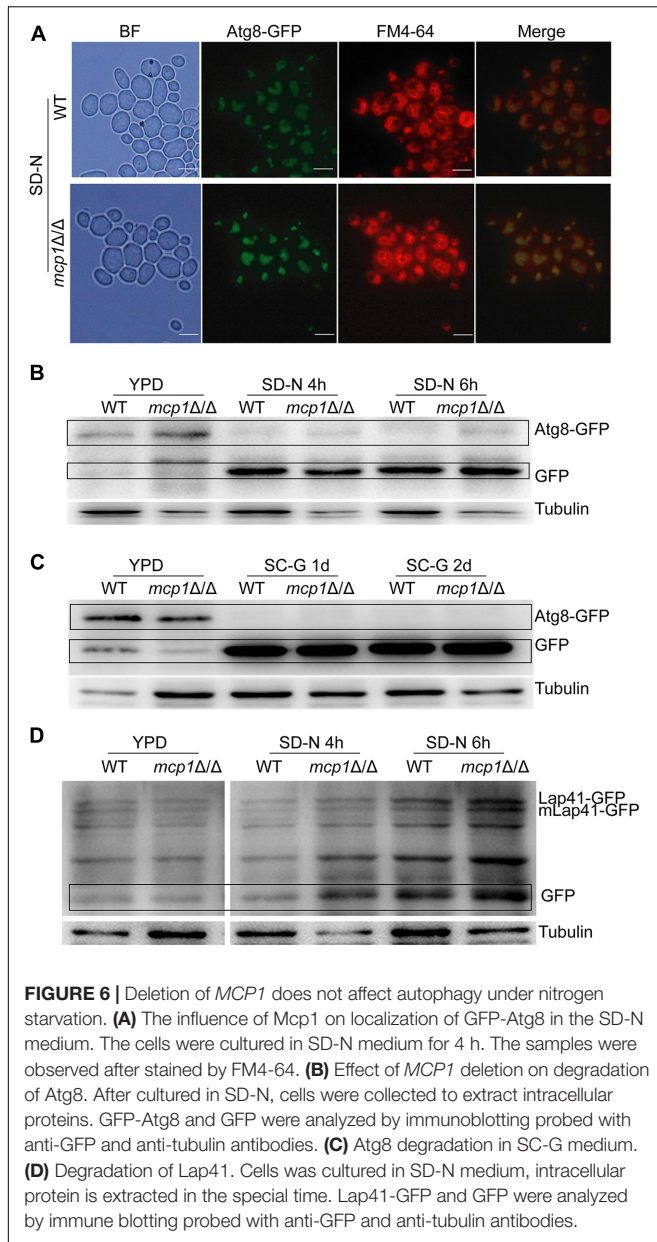 A
BF Atg8-GFP FM4-64 Merge
SD-N
WT
mcp1Δ/Δ
B
YPD SD-N 4h SD-N 6h
WT mcp1Δ/Δ WT mcp1Δ/Δ WT mcp1Δ/Δ
Atg8-GFP
GFP
Tubulin
C
YPD SC-G 1d SC-G 2d
WT mcp1Δ/Δ WT mcp1Δ/Δ WT mcp1Δ/Δ
Atg8-GFP
GFP
Tubulin
D
YPD SD-N 4h SD-N 6h
WT mcp1Δ/Δ WT mcp1Δ/Δ WT mcp1Δ/Δ
Lap41-GFP
mLap41-GFP
GFP
Tubulin
FIGURE 6 | Deletion of MCP1 does not affect autophagy under nitrogen
starvation. (A) The influence of Mcp1 on localization of GFP-Atg8 in the SD-N
medium. The cells were cultured in SD-N medium for 4 h. The samples were
observed after stained by FM4-64. (B) Effect of MCP1 deletion on degradation
of Atg8. After cultured in SD-N, cells were collected to extract intracellular
proteins. GFP-Atg8 and GFP were analyzed by immunoblotting probed with
anti-GFP and anti-tubulin antibodies. (C) Atg8 degradation in SC-G medium.
(D) Degradation of Lap41. Cells was cultured in SD-N medium, intracellular
protein is extracted in the special time. Lap41-GFP and GFP were analyzed
by immune blotting probed with anti-GFP and anti-tubulin antibodies.